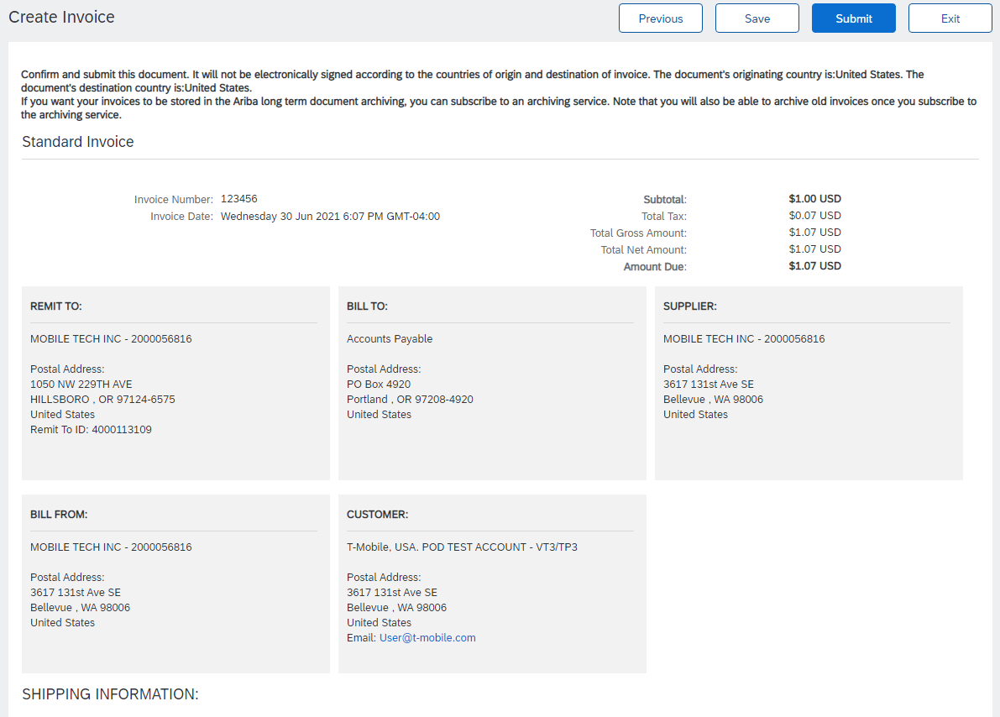 Create Invoice
Previous
Save
Submit
Exit
Confirm and submit this document. It will not be electronically signed according to the countries of origin and destination of invoice. The document's originating country is:United States. The
document's destination country is:United States.
If you want your invoices to be stored in the Ariba long term document archiving, you can subscribe to an archiving service. Note that you will also be able to archive old invoices once you subscribe to
the archiving service.
Standard Invoice
Invoice Number: 123456
Invoice Date: Wednesday 30 Jun 2021 6:07 PM GMT-04:00
Subtotal: $1.00 USD
Total Tax: $0.07 USD
Total Gross Amount: $1.07 USD
Total Net Amount: $1.07 USD
Amount Due: $1.07 USD
REMIT TO:
MOBILE TECH INC - 2000056816
Postal Address:
1050 NW 229TH AVE
HILLSBORO , OR 97124-6575
United States
Remit To ID: 4000113109
BILL TO:
Accounts Payable
Postal Address:
PO Box 4920
Portland , OR 97208-4920
United States
SUPPLIER:
MOBILE TECH INC - 2000056816
Postal Address:
3617 131st Ave SE
Bellevue , WA 98006
United States
BILL FROM:
MOBILE TECH INC - 2000056816
Postal Address:
3617 131st Ave SE
Bellevue , WA 98006
United States
CUSTOMER:
T-Mobile, USA. POD TEST ACCOUNT - VT3/TP3
Postal Address:
3617 131st Ave SE
Bellevue , WA 98006
United States
Email: User@t-mobile.com
SHIPPING INFORMATION: